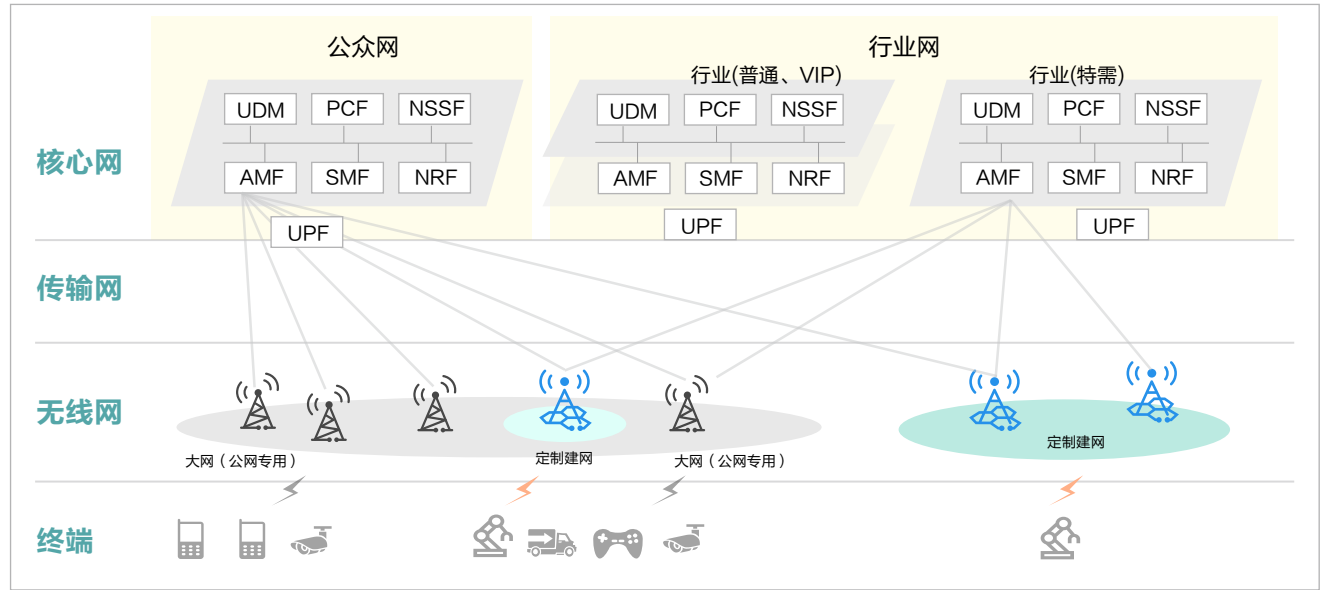 公众网
行业网
行业(普通、VIP)
行业(特需)
UDM PCF NSSF
UDM PCF NSSF
UDM PCF NSSF
核心网
AMF SMF NRF
AMF SMF NRF
AMF SMF NRF
UPF
UPF
UPF
传输网
无线网
大网（公网专用）
定制建网
大网（公网专用）
定制建网
终端